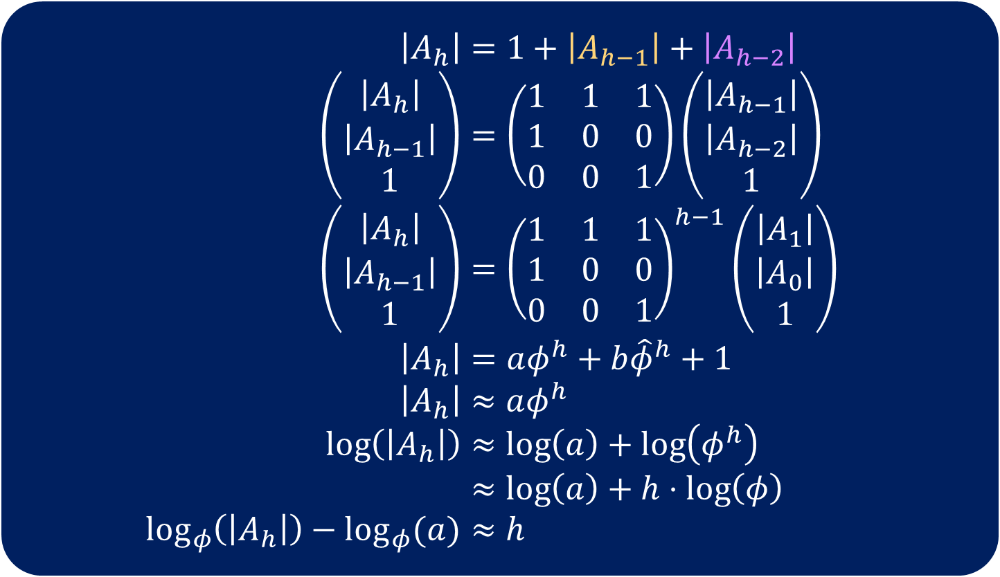 |A_h| = 1 + |A_{h−1}| + |A_{h−2}|
(|A_h| |A_{h−1}| 1) = (1 1 1 1 0 0 0 0 1) (|A_{h−1}| |A_{h−2}| 1)
(|A_h| |A_{h−1}| 1) = (1 1 1 1 0 0 0 0 1)^{h−1} (|A_1| |A_0| 1)
|A_h| = aϕ^h + bϕ̂^h + 1
|A_h| ≈ aϕ^h
log(|A_h|) ≈ log(a) + log(ϕ^h)
≈ log(a) + h · log(ϕ)
log_ϕ(|A_h|) − log_ϕ(a) ≈ h